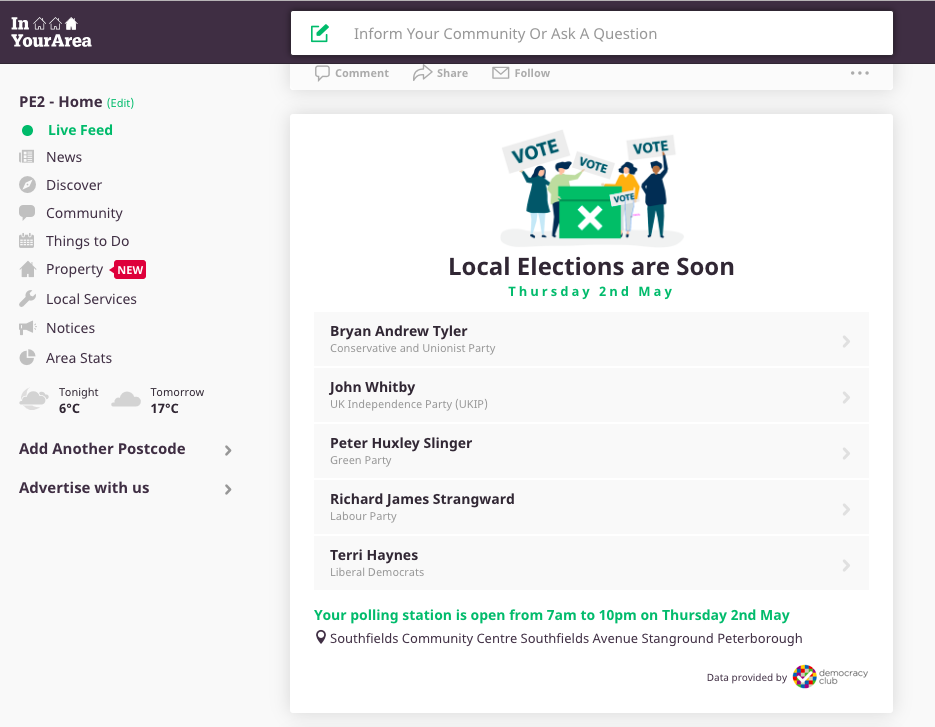 In
YourArea
Inform Your Community Or Ask A Question
Comment
Share
Follow
PE2 - Home (Edit)
Live Feed
News
Discover
Community
Things to Do
Property NEW
Local Services
Notices
Area Stats
Tonight
6°C
Tomorrow
17°C
Add Another Postcode
Advertise with us
VOTE
VOTE
VOTE
VOTE
Local Elections are Soon
Thursday 2nd May
Bryan Andrew Tyler
Conservative and Unionist Party
John Whitby
UK Independence Party (UKIP)
Peter Huxley Slinger
Green Party
Richard James Strangward
Labour Party
Terri Haynes
Liberal Democrats
Your polling station is open from 7am to 10pm on Thursday 2nd May
Southfields Community Centre Southfields Avenue Stanground Peterborough
Data provided by democracy
club